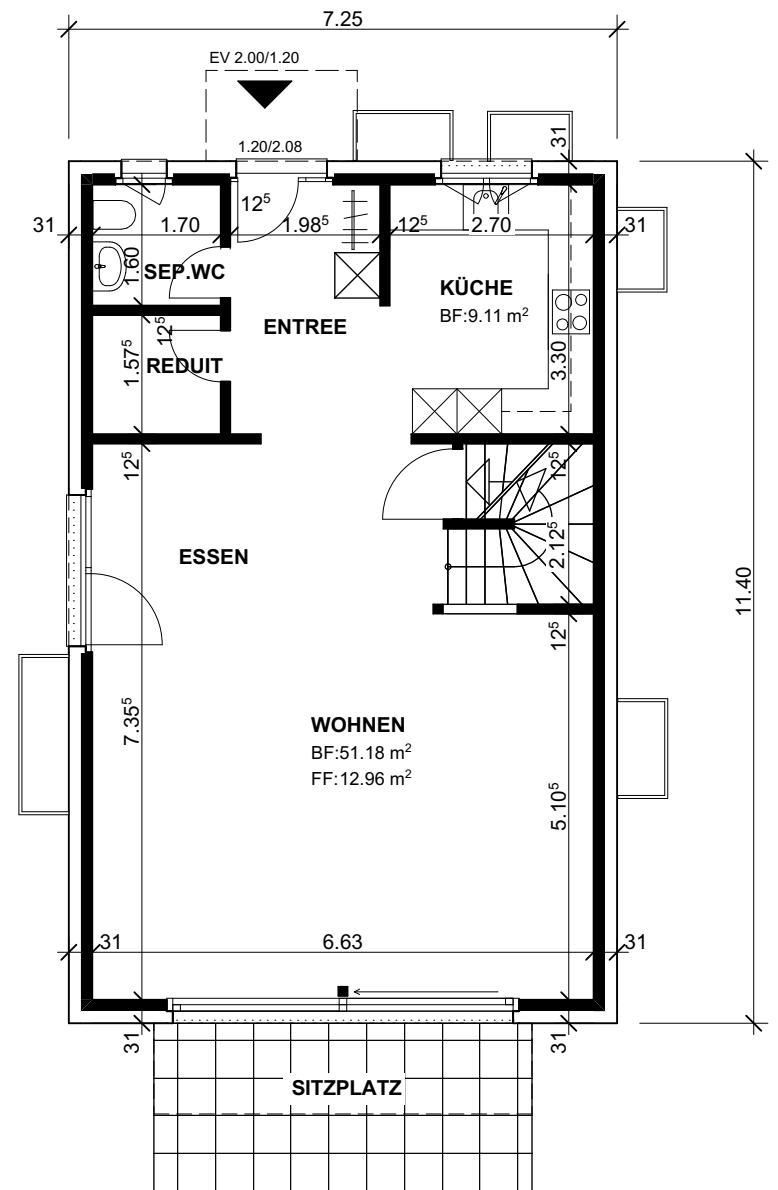 7.25
EV 2.00/1.20
1.20/2.08
31
12⁵
31 1.70 1.98⁵ 12⁵ 2.70 31
1.60
SEP.WC
KÜCHE
BF:9.11 m²
ENTREE
12⁵
1.57⁵
REDUIT
3.30
12⁵
12⁵
ESSEN
2.12⁵
11.40
12⁵
7.35⁵
WOHNEN
BF:51.18 m²
FF:12.96 m²
5.10⁵
31 6.63 31
31
31
SITZPLATZ